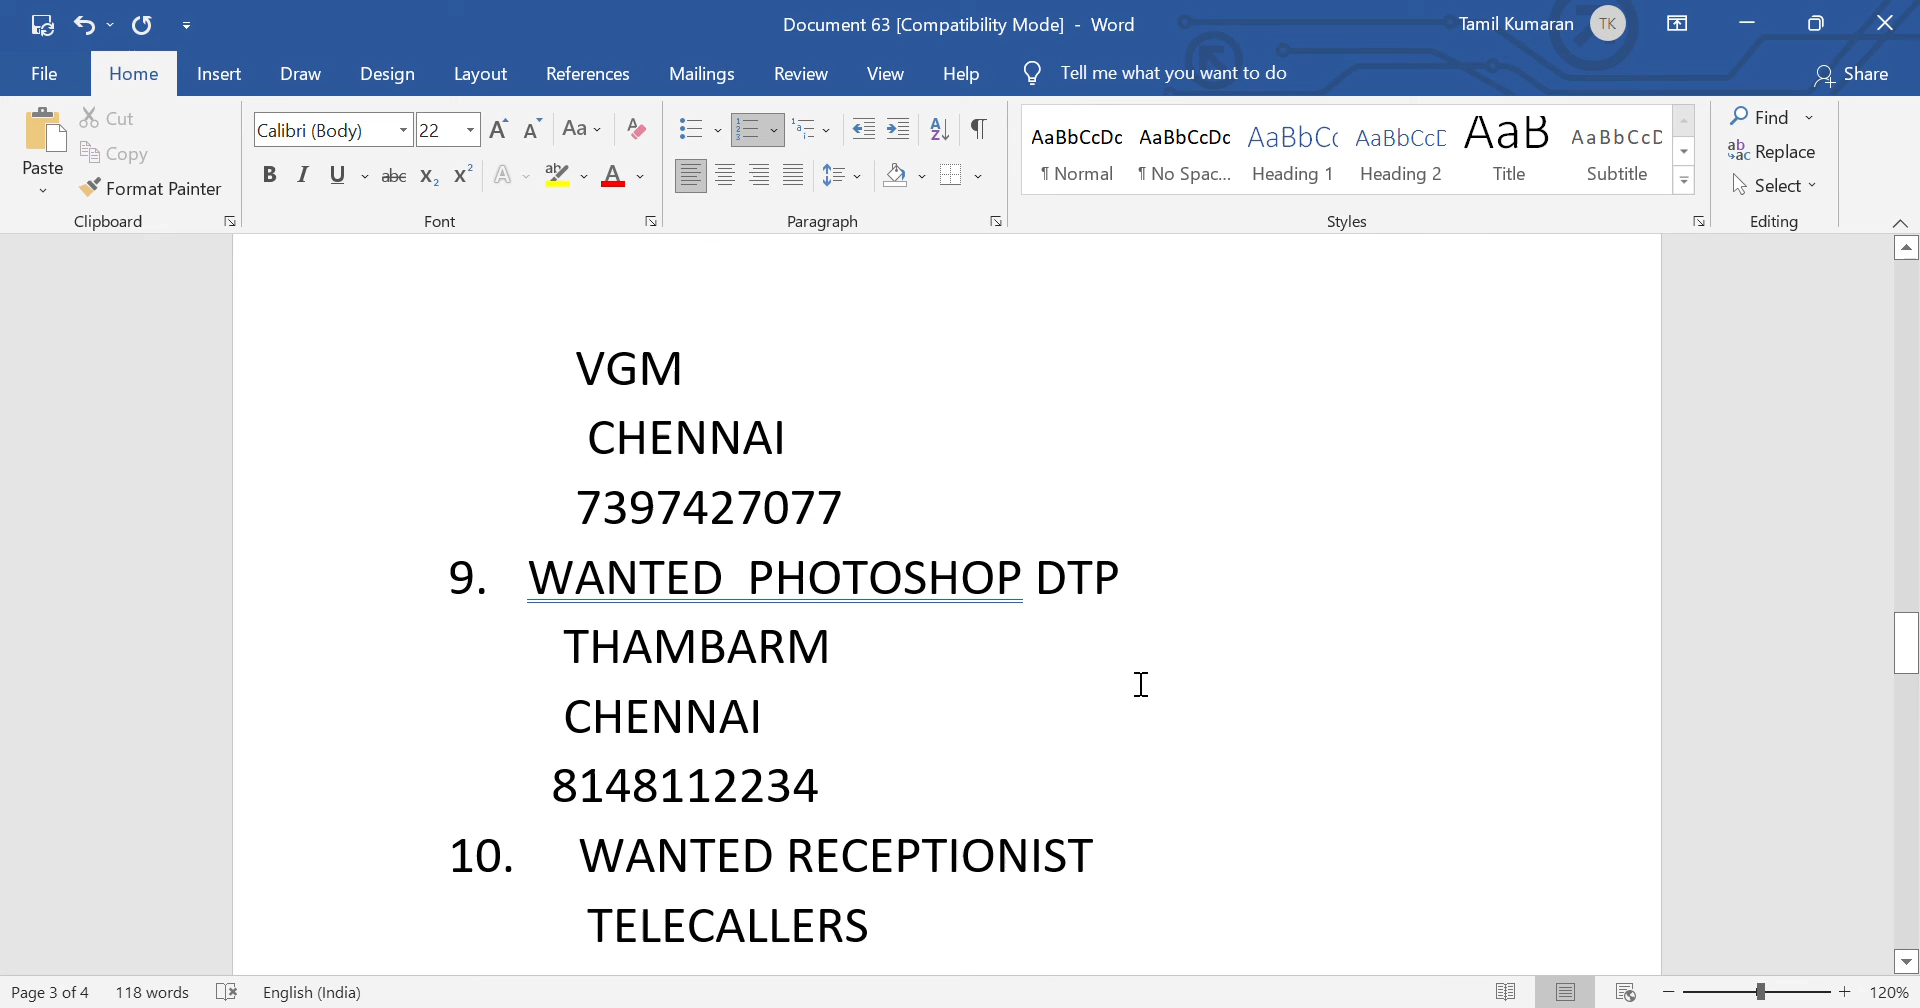 Document 63 [Compatibility Mode] - Word
Tamil Kumaran TK
File Home Insert Draw Design Layout References Mailings Review View Help Tell me what you want to do Share
Paste
Cut
Copy
Format Painter
Clipboard
Calibri (Body) 22
Font
Paragraph
AaBbCcDc AaBbCcDc AaBbC AaBbCcD AaB AaBbCcD
¶ Normal ¶ No Spac... Heading 1 Heading 2 Title Subtitle
Styles
Find
Replace
Select
Editing
VGM
CHENNAI
7397427077
9. WANTED  PHOTOSHOP DTP
THAMBARM
CHENNAI
8148112234
10. WANTED RECEPTIONIST
TELECALLERS
Page 3 of 4 118 words English (India) 120%